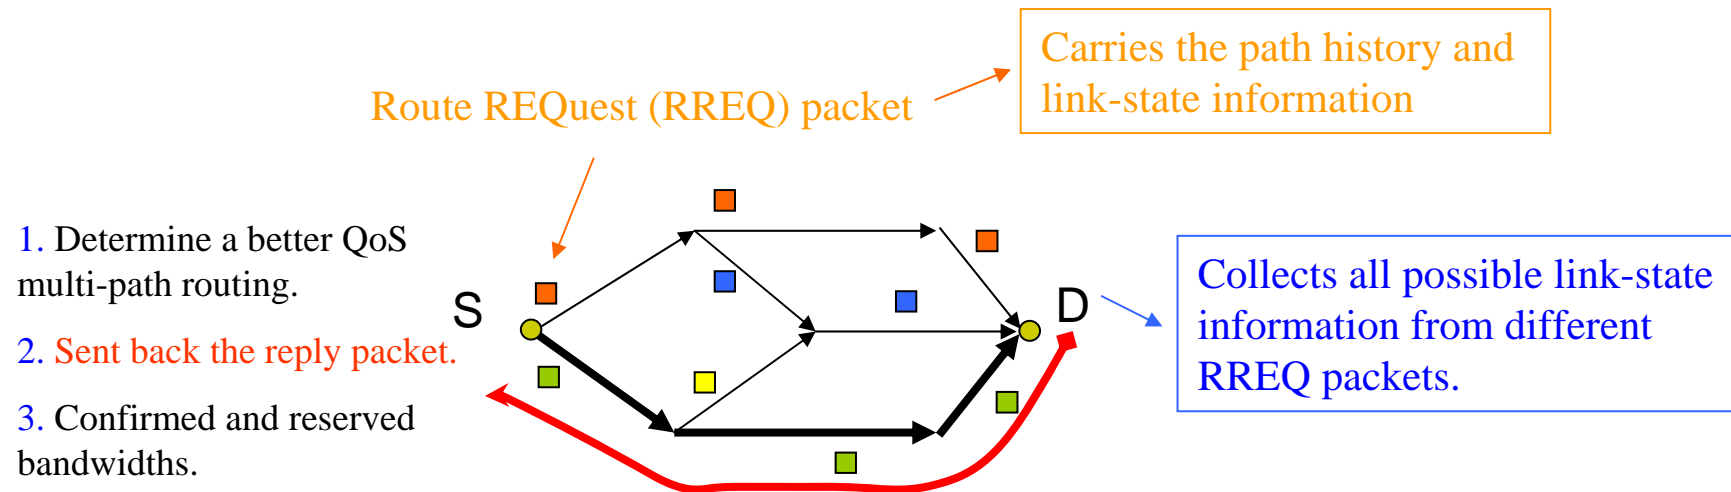 Carries the path history and
link-state information
Route REQuest (RREQ) packet
1. Determine a better QoS
multi-path routing.
2. Sent back the reply packet.
3. Confirmed and reserved
bandwidths.
S
D
Collects all possible link-state
information from different
RREQ packets.